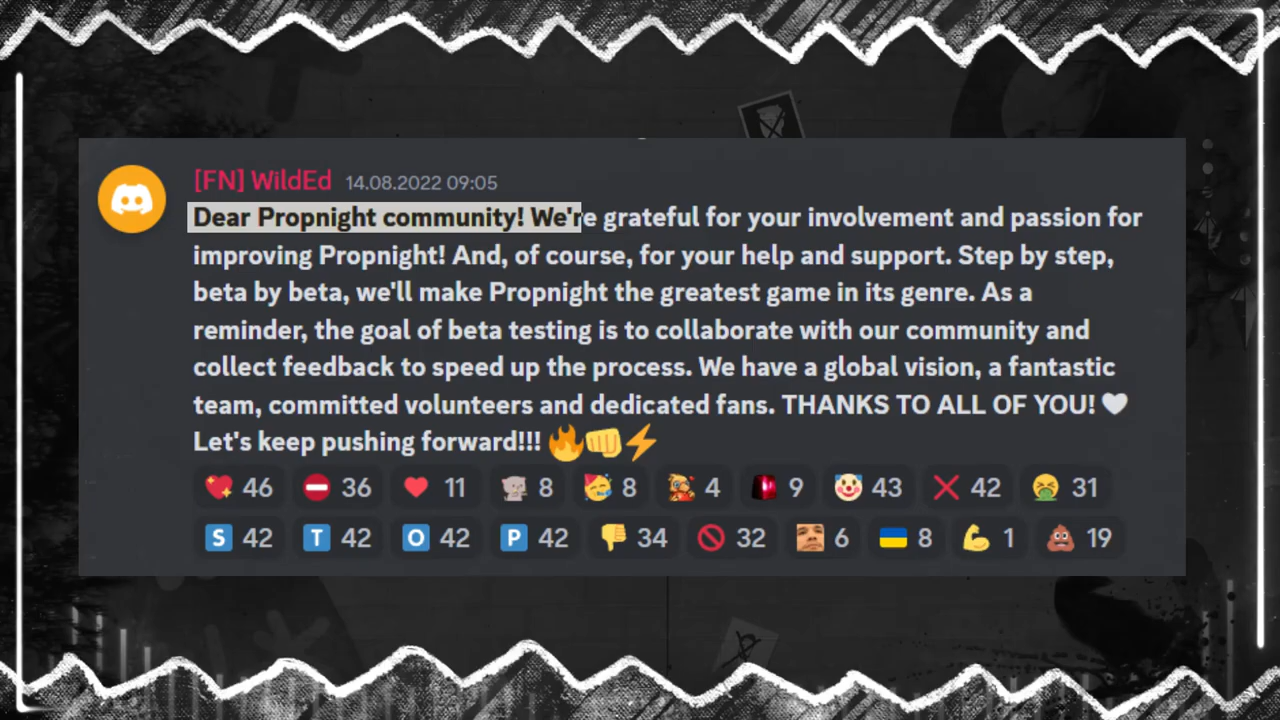 [FN] WildEd 14.08.2022 09:05
Dear Propnight community! We're grateful for your involvement and passion for
improving Propnight! And, of course, for your help and support. Step by step,
beta by beta, we'll make Propnight the greatest game in its genre. As a
reminder, the goal of beta testing is to collaborate with our community and
collect feedback to speed up the process. We have a global vision, a fantastic
team, committed volunteers and dedicated fans. THANKS TO ALL OF YOU! 🤍
Let's keep pushing forward!!! 🔥👊⚡
💖 46 ⛔ 36 ❤️ 11 8 🥳 8 4 9 🤡 43 ❌ 42 🤮 31
S 42 T 42 O 42 P 42 👎 34 🚫 32 6 🇺🇦 8 💪 1 💩 19